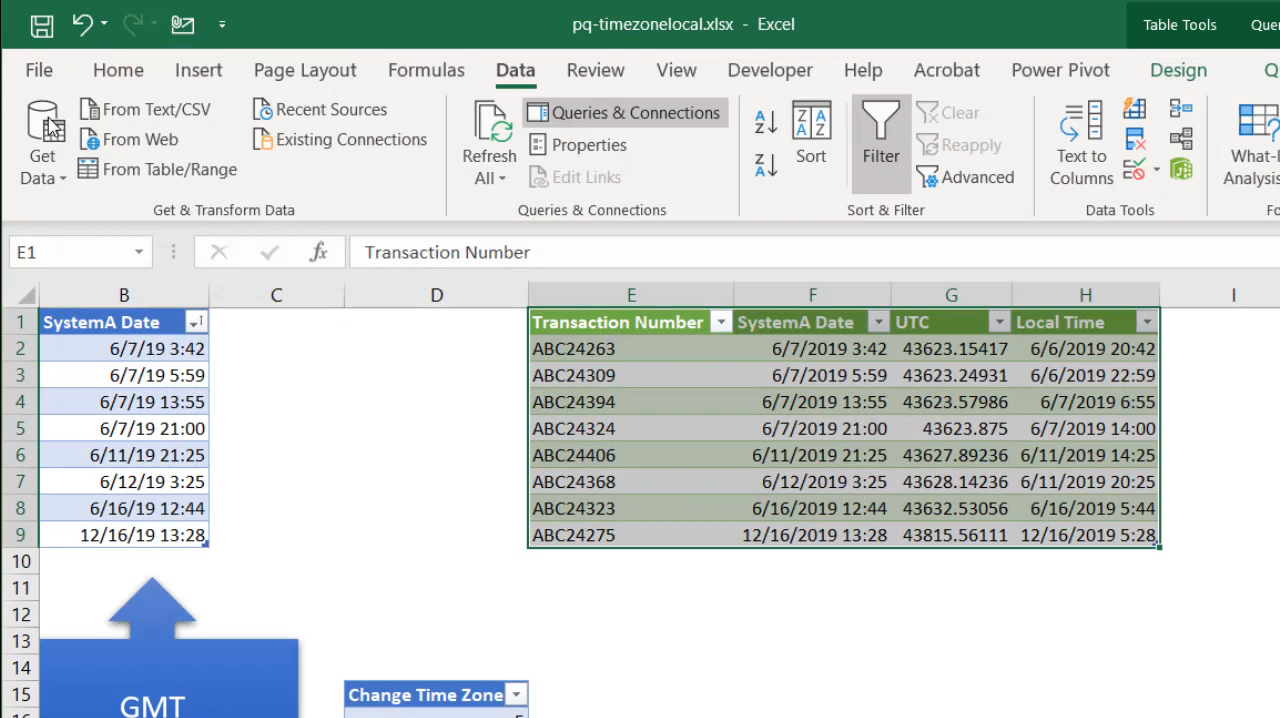 pq-timezonelocal.xlsx - Excel
Table Tools
File Home Insert Page Layout Formulas Data Review View Developer Help Acrobat Power Pivot Design
Get Data
From Text/CSV
From Web
From Table/Range
Recent Sources
Existing Connections
Get & Transform Data
Refresh All
Queries & Connections
Properties
Edit Links
Queries & Connections
A Z
Z A
Z A A Z
Sort
Filter
Clear
Reapply
Advanced
Sort & Filter
Text to Columns
Data Tools
Analysis
E1 fx Transaction Number
B C D E F G H I
1 SystemA Date Transaction Number SystemA Date UTC Local Time
2 6/7/19 3:42 ABC24263 6/7/2019 3:42 43623.15417 6/6/2019 20:42
3 6/7/19 5:59 ABC24309 6/7/2019 5:59 43623.24931 6/6/2019 22:59
4 6/7/19 13:55 ABC24394 6/7/2019 13:55 43623.57986 6/7/2019 6:55
5 6/7/19 21:00 ABC24324 6/7/2019 21:00 43623.875 6/7/2019 14:00
6 6/11/19 21:25 ABC24406 6/11/2019 21:25 43627.89236 6/11/2019 14:25
7 6/12/19 3:25 ABC24368 6/12/2019 3:25 43628.14236 6/11/2019 20:25
8 6/16/19 12:44 ABC24323 6/16/2019 12:44 43632.53056 6/16/2019 5:44
9 12/16/19 13:28 ABC24275 12/16/2019 13:28 43815.56111 12/16/2019 5:28
10
11
12
13
14
GMT
15 Change Time Zone